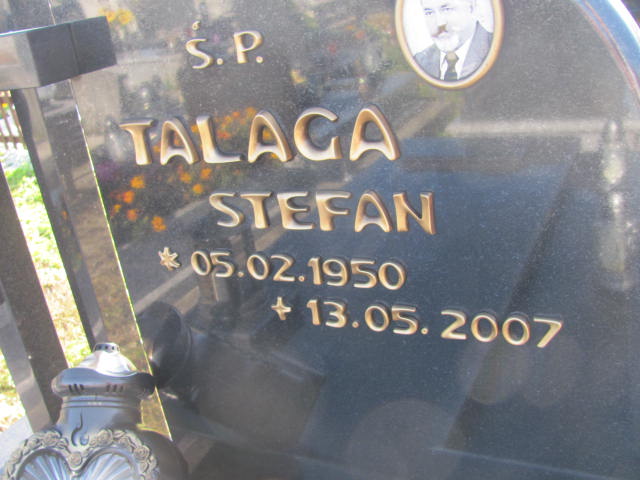 Ś.P.
TALAGA
STEFAN
* 05.02.1950
+ 13.05.2007